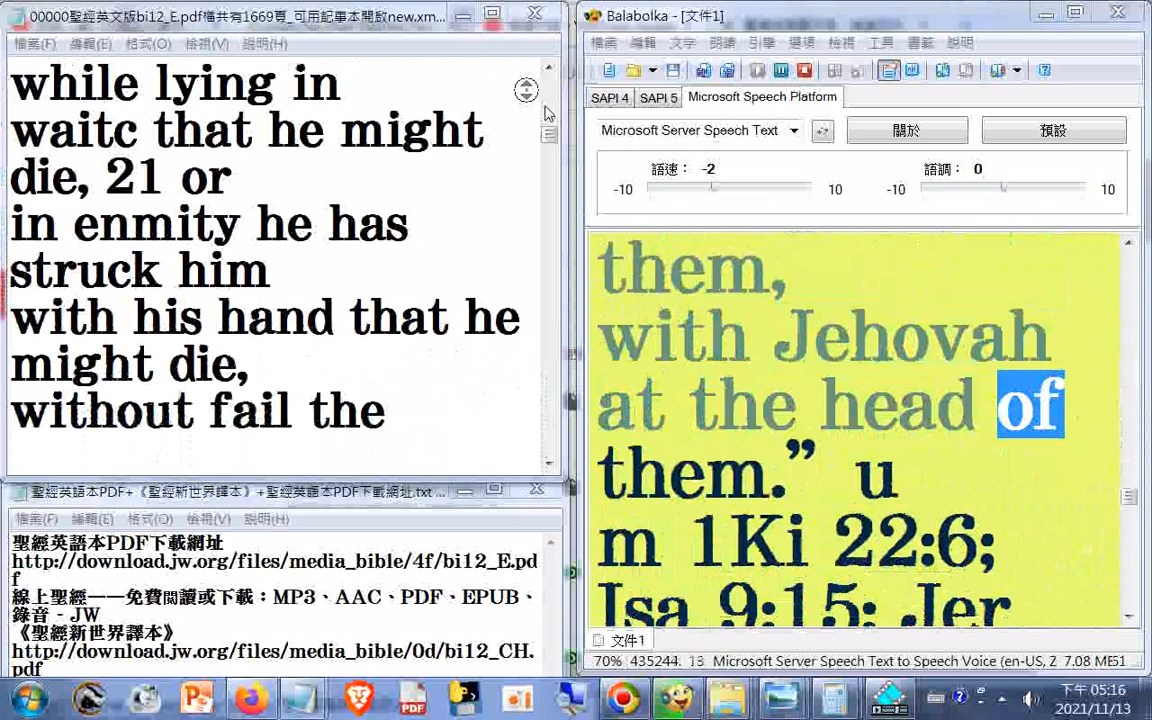 00000聖經英文版bi12_E.pdf檔共有1669頁_可用記事本開啟new.xm...
檔案(F) 編輯(E) 格式(O) 檢視(V) 說明(H)
while lying in
waitc that he might
die, 21 or
in enmity he has
struck him
with his hand that he
might die,
without fail the
聖經英語本PDF+《聖經新世界譯本》+聖經英語本PDF下載網址.txt ...
檔案(F) 編輯(E) 格式(O) 檢視(V) 說明(H)
聖經英語本PDF下載網址
http://download.jw.org/files/media_bible/4f/bi12_E.pd
f
線上聖經——免費閱讀或下載：MP3、AAC、PDF、EPUB、
錄音 - JW
《聖經新世界譯本》
http://download.jw.org/files/media_bible/0d/bi12_CH.
pdf
Balabolka - [文件1]
檔案 編輯 文字 朗讀 引擎 選項 檢視 工具 書籤 說明
SAPI 4 SAPI 5 Microsoft Speech Platform
Microsoft Server Speech Text 關於 預設
語速： -2 語調： 0
-10 10 -10 10
them,
with Jehovah
at the head of
them.” u
m 1Ki 22:6;
Isa 9:15; Jer
文件1
70% 435244. 13 Microsoft Server Speech Text to Speech Voice (en-US, Z 7.08 ME51
PDF
下午 05:16
2021/11/13